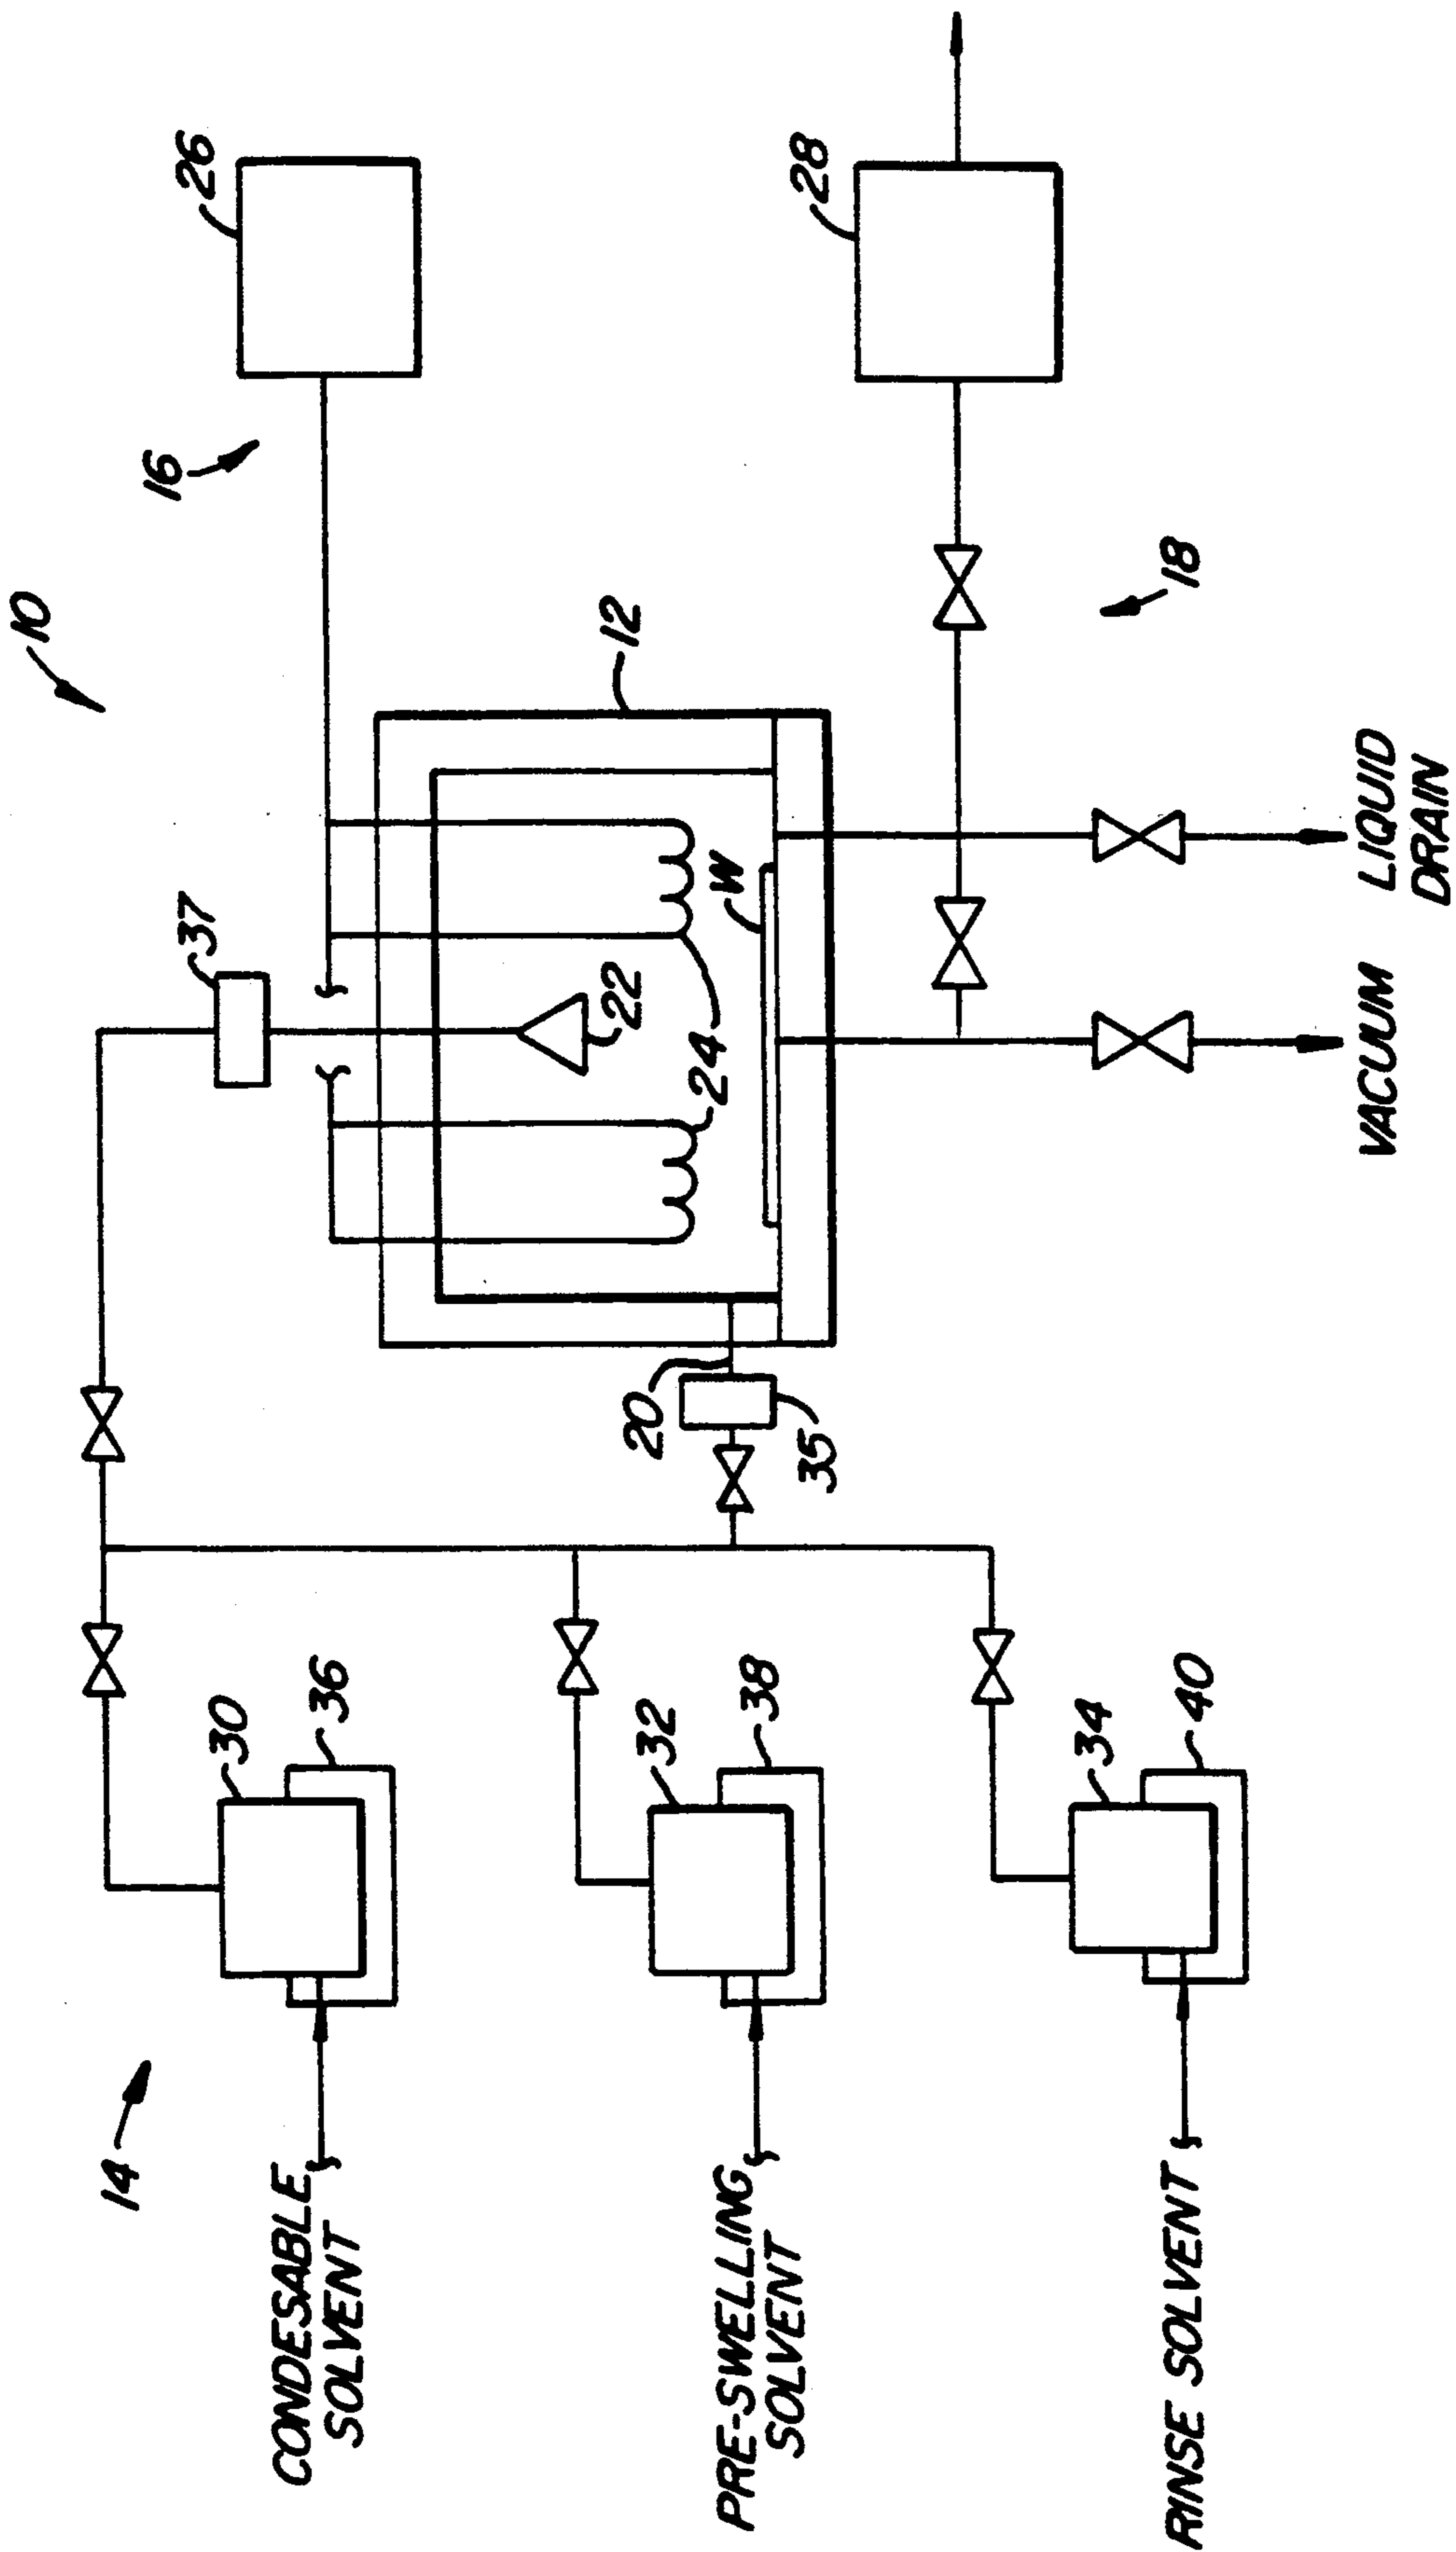 10
16
26
37
12
28
18
22
24
W
20
35
14
30
36
32
38
34
40
CONDESABLE
SOLVENT
PRE-SWELLING
SOLVENT
RINSE SOLVENT
VACUUM
LIQUID
DRAIN